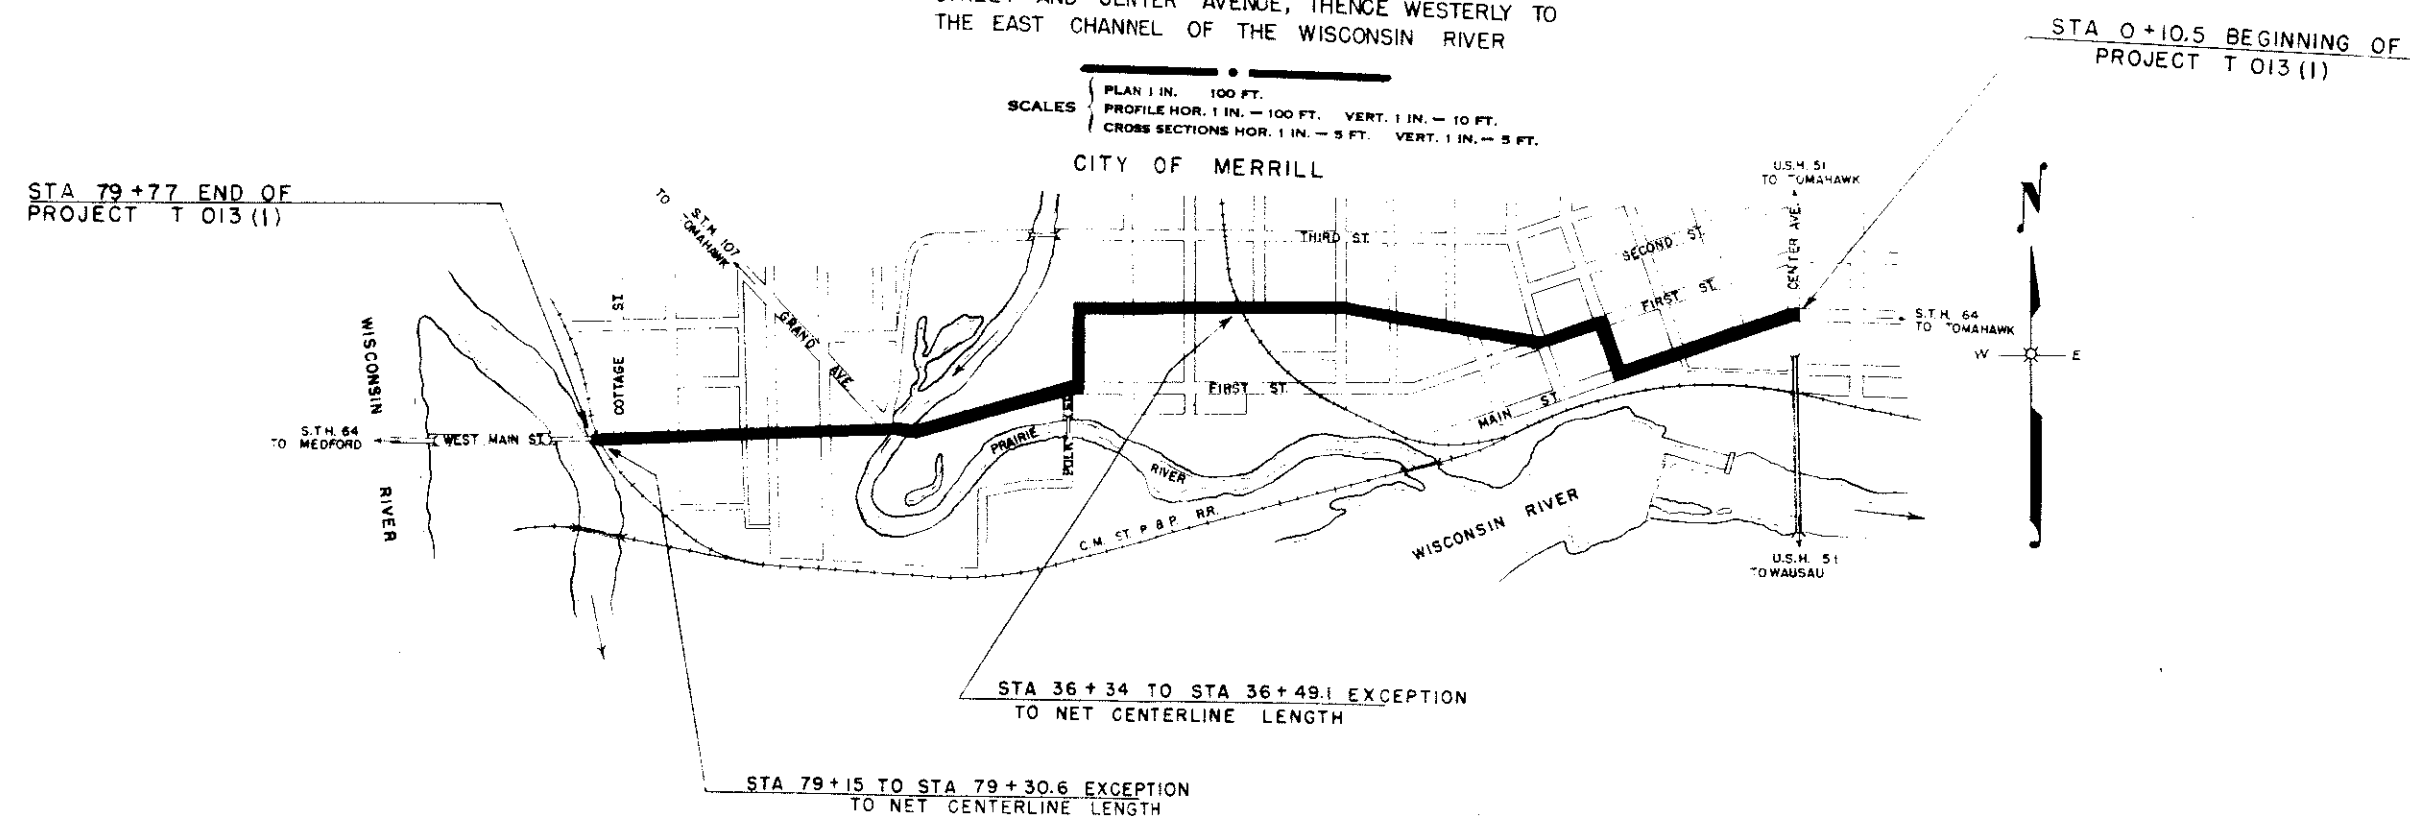 AVENUE, THENCE WESTERLY TO
THE EAST CHANNEL OF THE WISCONSIN RIVER
STA 0+10.5 BEGINNING OF
PROJECT T 013 (1)
SCALES
PLAN 1 IN. 100 FT.
PROFILE HOR. 1 IN. — 100 FT. VERT. 1 IN. — 10 FT.
CROSS SECTIONS HOR. 1 IN. — 5 FT. VERT. 1 IN. — 5 FT.
CITY OF MERRILL
U.S.H. 51
TO TOMAHAWK
STA 79+77 END OF
PROJECT T 013 (1)
S.T.H. 107
TO TOMAHAWK
N
THIRD ST.
SECOND ST.
CENTER AVE.
FIRST ST.
COTTAGE ST
GRAND AVE.
S.T.H. 64
TO TOMAHAWK
W
E
WISCONSIN RIVER
FIRST ST.
MAIN ST.
S.T.H. 64
TO MEDFORD
WEST MAIN ST.
PRAIRIE RIVER
POLK ST
C.M. ST. P & P. RR.
WISCONSIN RIVER
U.S.H. 51
TO WAUSAU
STA 36+34 TO STA 36+49.1 EXCEPTION
TO NET CENTERLINE LENGTH
STA 79+15 TO STA 79+30.6 EXCEPTION
TO NET CENTERLINE LENGTH